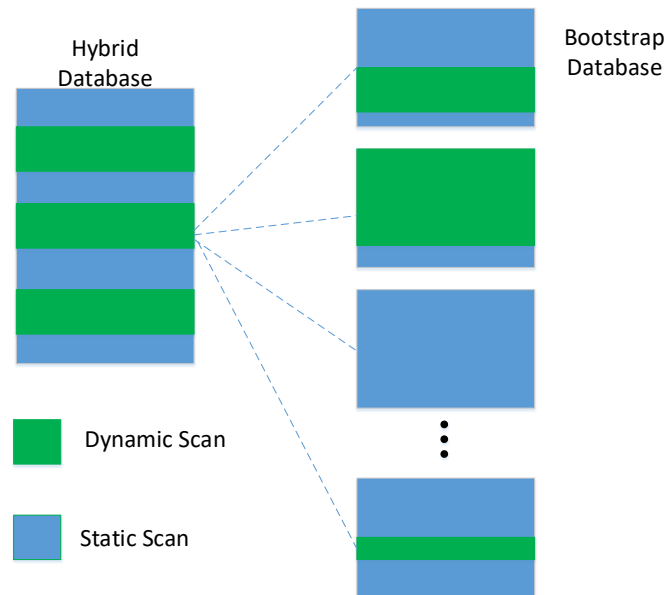 Hybrid
Database
Bootstrap
Database
Dynamic Scan
Static Scan